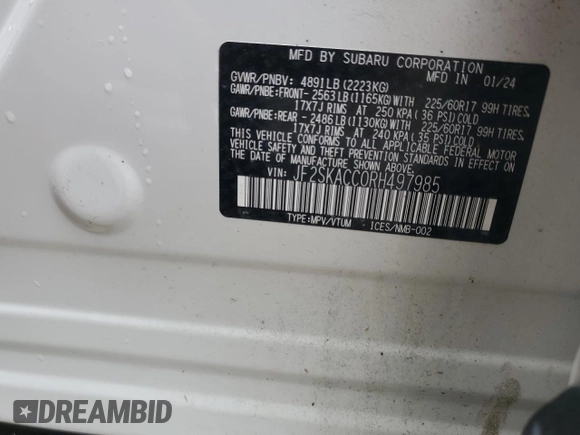 MFD BY SUBARU CORPORATION
MFD IN 01/24
GVWR/PNBV: 4891LB (2223KG)
GAWR/PNBE:FRONT- 2563LB(1165KG)WITH 225/60R17 99H TIRES,
17X7J RIMS AT 250 KPA(36 PSI)COLD
GAWR/PNBE:REAR - 2486LB(1130KG)WITH 225/60R17 99H TIRES,
17X7J RIMS AT 240 KPA(35 PSI)COLD
THIS VEHICLE CONFORMS TO ALL APPLICABLE FEDERAL MOTOR
VEHICLE SAFETY AND THEFT PREVENTION STANDARDS IN EFFECT ON
THE DATE OF MANUFACTURE SHOWN ABOVE.
VIN: JF2SKACC0RH497985
TYPE:MPV/VTUM ICES/NMB-002
DREAMBID